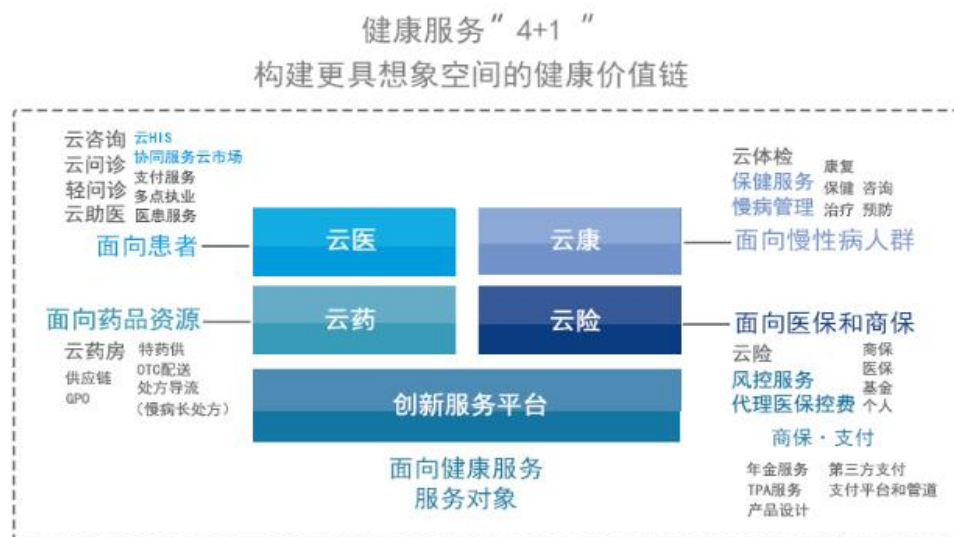 健康服务“ 4+1 ”
构建更具想象空间的健康价值链
云咨询 云HIS
云问诊 协同服务云市场
轻问诊 支付服务
云助医 多点执业
医患服务
面向患者
云医
云康
云体检 康复
保健服务 保健 咨询
慢病管理 治疗 预防
面向慢性病人群
面向药品资源
云药
云险
面向医保和商保
云药房 特药供
供应链 OTC配送
GPO 处方导流
（慢病长处方）
云险 商保
风控服务 医保
代理医保控费 基金
个人
创新服务平台
商保·支付
面向健康服务
服务对象
年金服务 第三方支付
TPA服务 支付平台和管道
产品设计